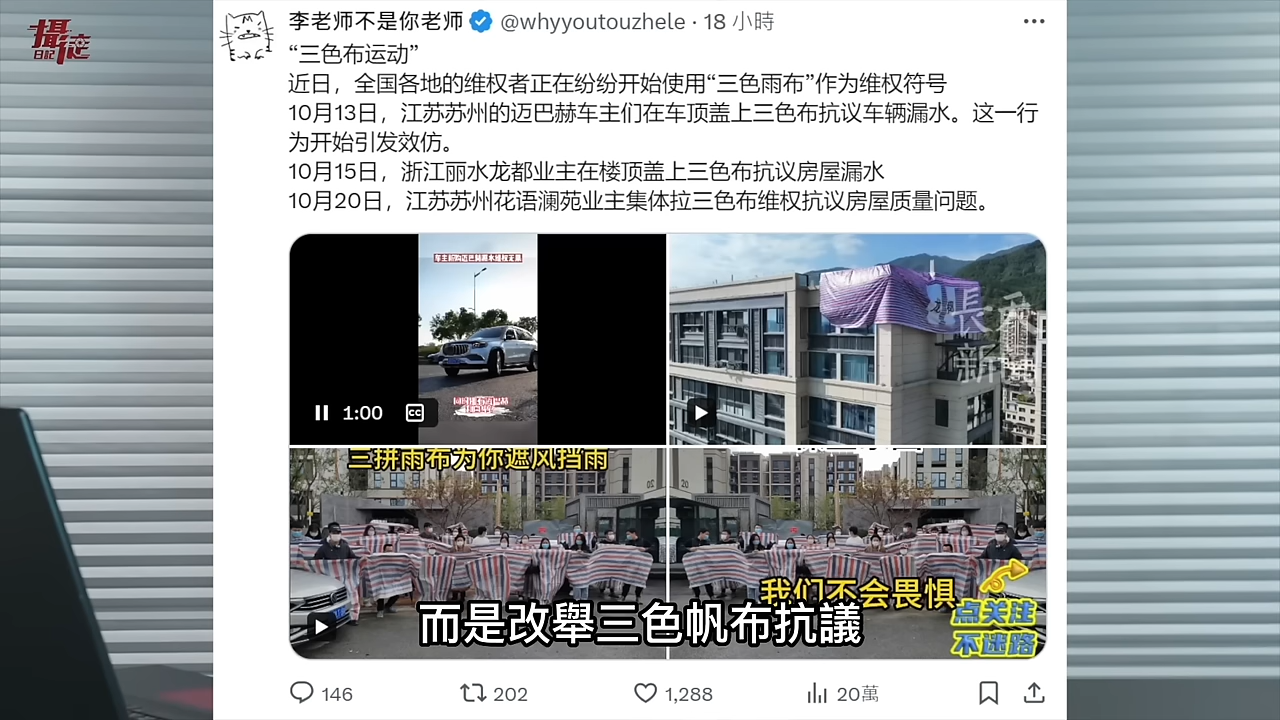 攝徒
日記
李老师不是你老师 @whyyoutouzhele · 18 小時
“三色布运动”
近日，全国各地的维权者正在纷纷开始使用“三色雨布”作为维权符号
10月13日，江苏苏州的迈巴赫车主们在车顶盖上三色布抗议车辆漏水。这一行
为开始引发效仿。
10月15日，浙江丽水龙都业主在楼顶盖上三色布抗议房屋漏水
10月20日，江苏苏州花语澜苑业主集体拉三色布维权抗议房屋质量问题。
1:00
CC
三拼雨布为你遮风挡雨
我们不会畏惧
点关注
不迷路
而是改舉三色帆布抗議
146
202
1,288
20萬